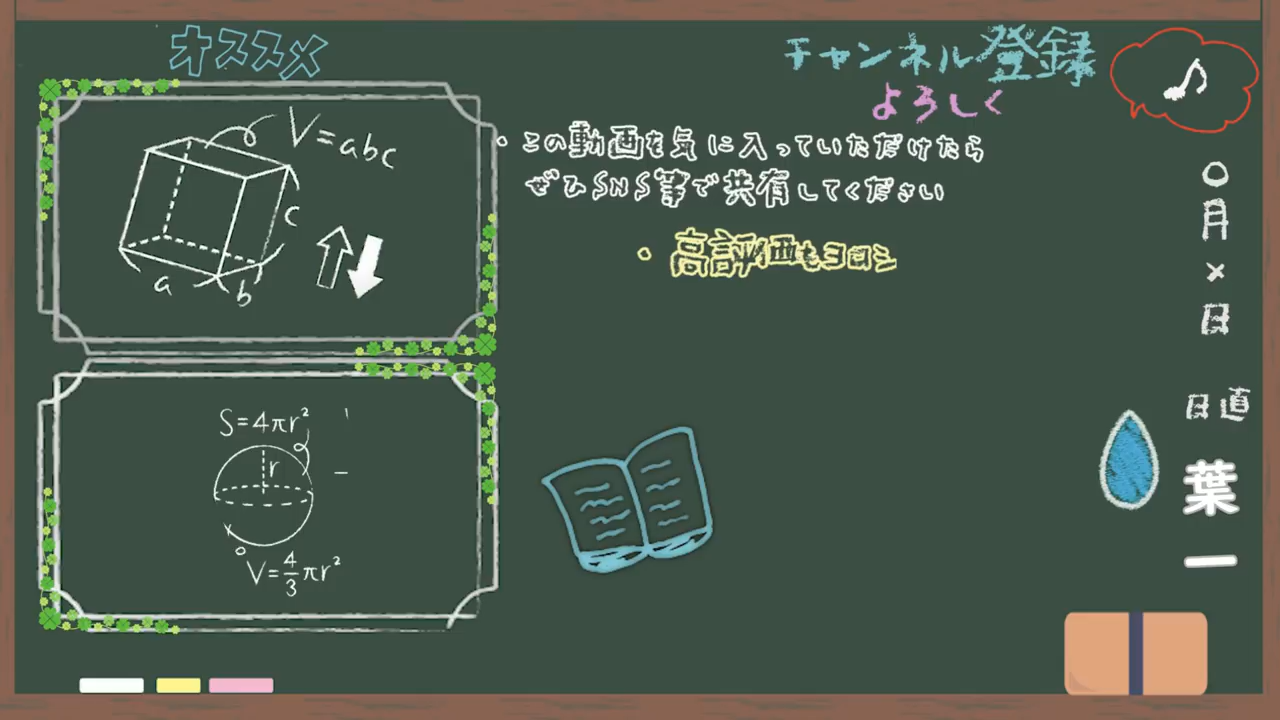 オススメ
V=abc
c
a
b
S=4πr²
r
V=4/3πr²
チャンネル登録
よろしく
・この動画を気に入っていただけたら
ぜひSNS等で共有してください
・高評価もヨロシ
〇月×日
日直
葉一